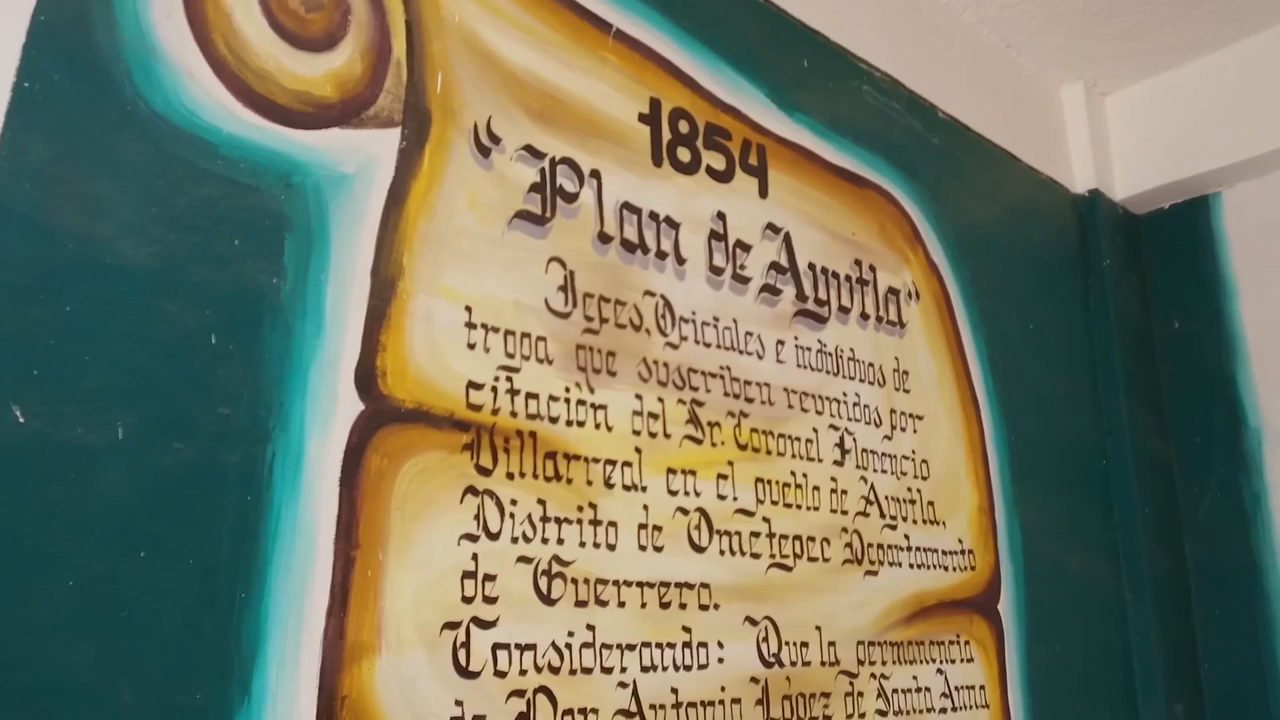 1854
"Plan de Ayutla"
Jefes, Oficiales e individuos de
tropa que suscriben reunidos por
citación del Sr. Coronel Florencio
Villarreal en el pueblo de Ayutla,
Distrito de Ometepec Departamento
de Guerrero.
Considerando: Que la permanencia
de Don Antonio López de Santa Anna